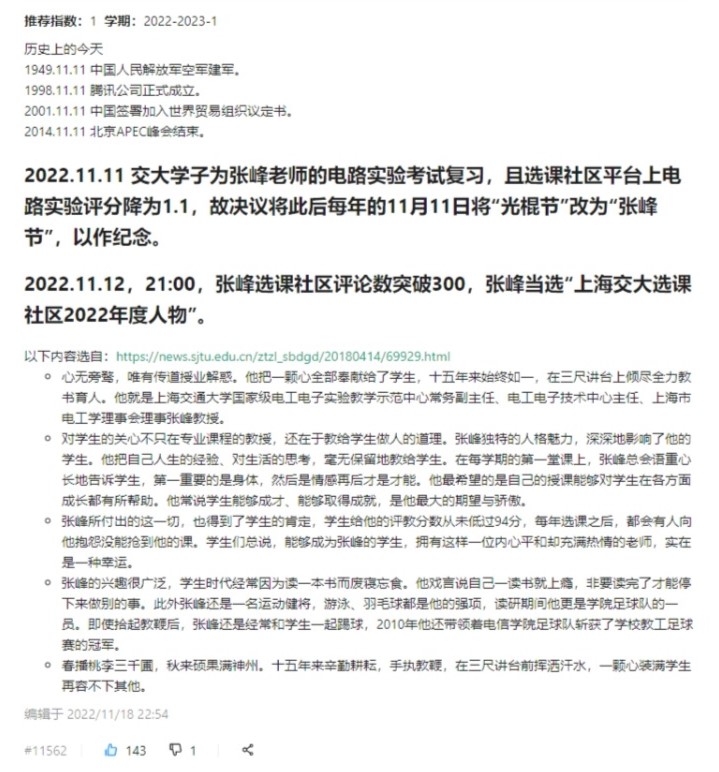 推荐指数：1 学期：2022-2023-1
历史上的今天
1949.11.11 中国人民解放军空军建军。
1998.11.11 腾讯公司正式成立。
2001.11.11 中国签署加入世界贸易组织议定书。
2014.11.11 北京APEC峰会结束。
2022.11.11 交大学子为张峰老师的电路实验考试复习，且选课社区平台上电
路实验评分降为1.1，故决议将此后每年的11月11日将“光棍节”改为“张峰
节”，以作纪念。
2022.11.12，21:00，张峰选课社区评论数突破300，张峰当选“上海交大选课
社区2022年度人物”。
以下内容选自：https://news.sjtu.edu.cn/ztzl_sbdgd/20180414/69929.html
心无旁骛，唯有传道授业解惑。他把一颗心全部奉献给了学生，十五年来始终如一，在三尺讲台上倾尽全力教
书育人。他就是上海交通大学国家级电工电子实验教学示范中心常务副主任、电工电子技术中心主任、上海市
电工学理事会理事张峰教授。
对学生的关心不只在专业课程的教授，还在于教给学生做人的道理。张峰独特的人格魅力，深深地影响了他的
学生。他把自己人生的经验、对生活的思考，毫无保留地教给学生。在每学期的第一堂课上，张峰总会语重心
长地告诉学生，第一重要的是身体，然后是情感再后才是才能。他最希望的是自己的授课能够对学生在各方面
成长都有所帮助。他常说学生能够成才、能够取得成就，是他最大的期望与骄傲。
张峰所付出的这一切，也得到了学生的肯定，学生给他的评教分数从未低过94分，每年选课之后，都会有人向
他抱怨没能抢到他的课。学生们总说，能够成为张峰的学生，拥有这样一位内心平和却充满热情的老师，实在
是一种幸运。
张峰的兴趣很广泛，学生时代经常因为读一本书而废寝忘食。他戏言说自己一读书就上瘾，非要读完了才能停
下来做别的事。此外张峰还是一名运动健将，游泳、羽毛球都是他的强项，读研期间他更是学院足球队的一
员。即使拾起教鞭后，张峰还是经常和学生一起踢球，2010年他还带领着电信学院足球队斩获了学校教工足球
赛的冠军。
春播桃李三千圃，秋来硕果满神州。十五年来辛勤耕耘，手执教鞭，在三尺讲台前挥洒汗水，一颗心装满学生
再容不下其他。
编辑于 2022/11/18 22:54
#11562 143 1